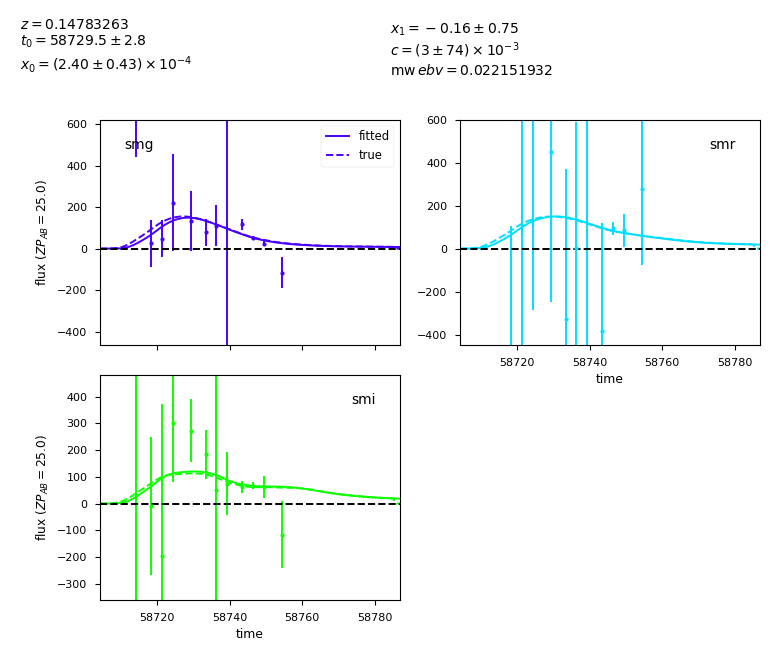 z = 0.14783263
t₀ = 58729.5 ± 2.8
x₀ = (2.40 ± 0.43) × 10⁻⁴
x₁ = −0.16 ± 0.75
c = (3 ± 74) × 10⁻³
mw ebv = 0.022151932
smg
fitted
true
600
400
200
0
−200
−400
flux (ZP_AB = 25.0)
smr
600
400
200
0
−200
−400
58720 58740 58760 58780
time
smi
400
300
200
100
0
−100
−200
−300
flux (ZP_AB = 25.0)
58720 58740 58760 58780
time